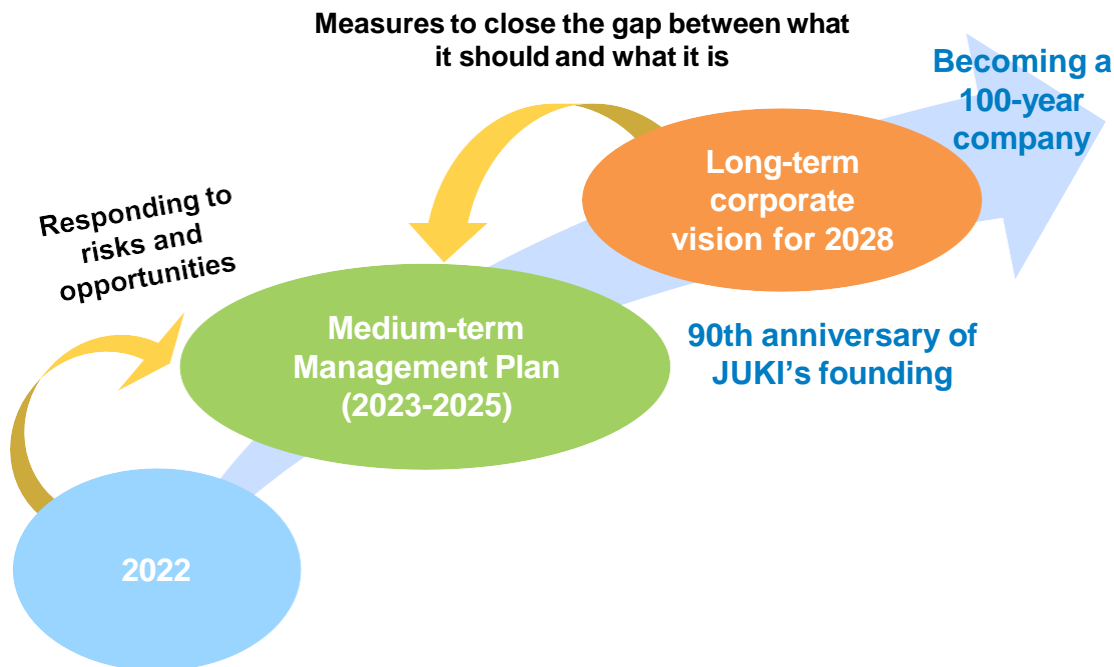 Measures to close the gap between what
it should and what it is
Becoming a
100-year
company
Long-term
corporate
vision for 2028
Responding to
risks and
opportunities
Medium-term
Management Plan
(2023-2025)
90th anniversary of
JUKI’s founding
2022